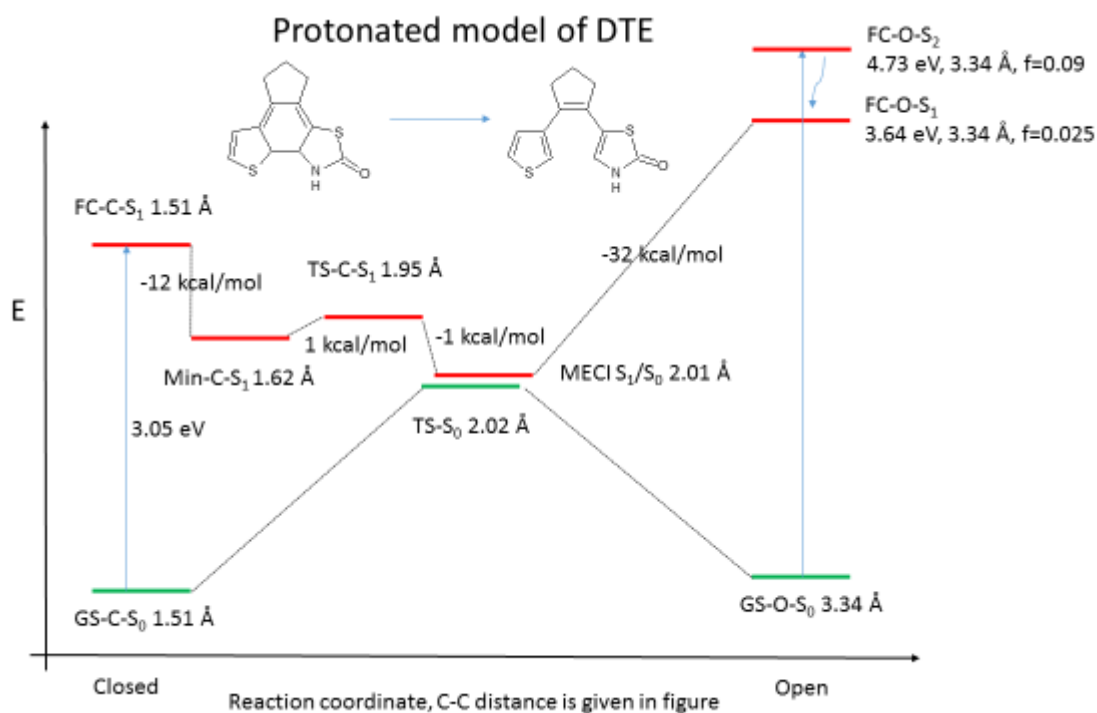 Protonated model of DTE
FC-O-S₂
4.73 eV, 3.34 Å, f=0.09
FC-O-S₁
3.64 eV, 3.34 Å, f=0.025
S
S
N
H
O
S
S
N
H
O
FC-C-S₁ 1.51 Å
-12 kcal/mol
TS-C-S₁ 1.95 Å
-32 kcal/mol
E
1 kcal/mol
-1 kcal/mol
Min-C-S₁ 1.62 Å
MECI S₁/S₀ 2.01 Å
3.05 eV
TS-S₀ 2.02 Å
GS-C-S₀ 1.51 Å
GS-O-S₀ 3.34 Å
Closed
Reaction coordinate, C-C distance is given in figure
Open